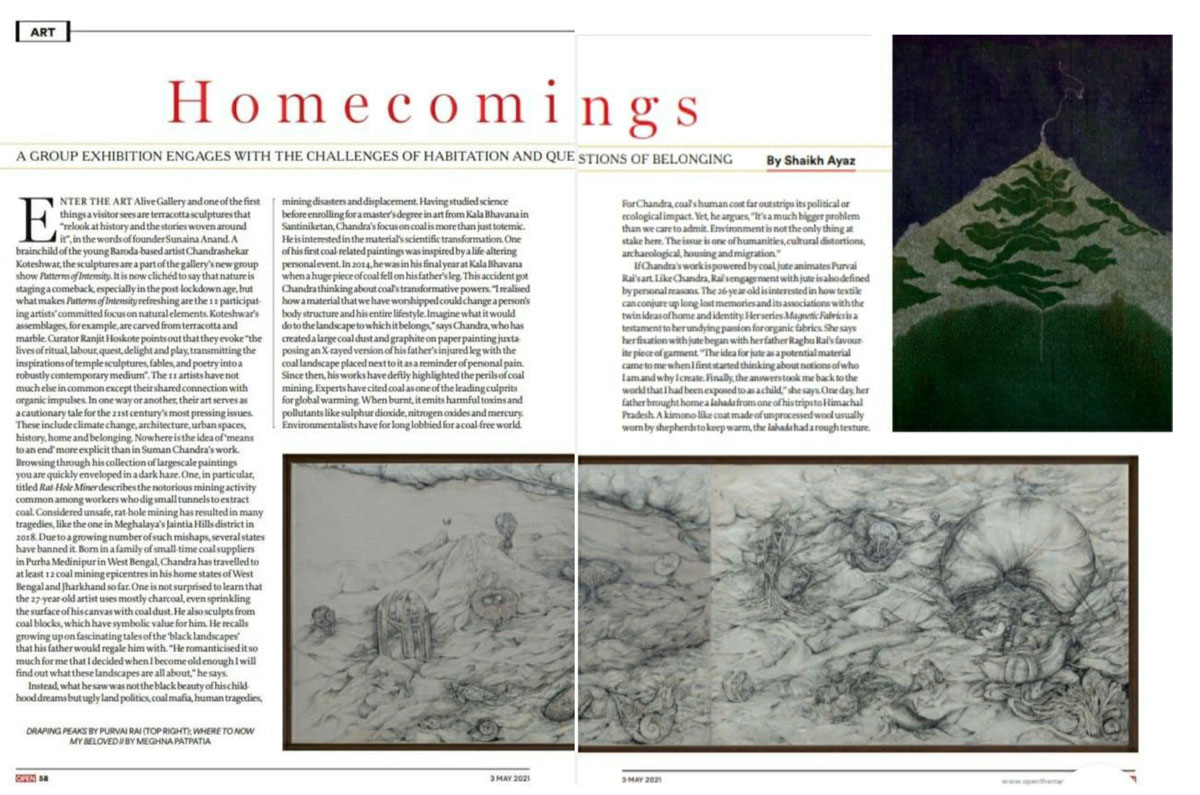 ART
Homecomings
A GROUP EXHIBITION ENGAGES WITH THE CHALLENGES OF HABITATION AND QUESTIONS OF BELONGING
By Shaikh Ayaz
ENTER THE ART Alive Gallery and one of the first
things a visitor sees are terracotta sculptures that
"relook at history and the stories woven around
it", in the words of founder Sunaina Anand. A
brainchild of the young Baroda-based artist Chandrashekar
Koteshwar, the sculptures are a part of the gallery's new group
show Patterns of Intensity. It is now clichéd to say that nature is
staging a comeback, especially in the post-lockdown age, but
what makes Patterns of Intensity refreshing are the 11 participat-
ing artists' committed focus on natural elements. Koteshwar's
assemblages, for example, are carved from terracotta and
marble. Curator Ranjit Hoskote points out that they evoke "the
lives of ritual, labour, quest, delight and play, transmitting the
inspirations of temple sculptures, fables, and poetry into a
robustly contemporary medium". The 11 artists have not
much else in common except their shared connection with
organic impulses. In one way or another, their art serves as
a cautionary tale for the 21st century's most pressing issues.
These include climate change, architecture, urban spaces,
history, home and belonging. Nowhere is the idea of 'means
to an end' more explicit than in Suman Chandra's work.
Browsing through his collection of largescale paintings
you are quickly enveloped in a dark haze. One, in particular,
titled Rat-Hole Miner describes the notorious mining activity
common among workers who dig small tunnels to extract
coal. Considered unsafe, rat-hole mining has resulted in many
tragedies, like the one in Meghalaya's Jaintia Hills district in
2018. Due to a growing number of such mishaps, several states
have banned it. Born in a family of small-time coal suppliers
in Purba Medinipur in West Bengal, Chandra has travelled to
at least 12 coal mining epicentres in his home states of West
Bengal and Jharkhand so far. One is not surprised to learn that
the 27-year-old artist uses mostly charcoal, even sprinkling
the surface of his canvas with coal dust. He also sculpts from
coal blocks, which have symbolic value for him. He recalls
growing up on fascinating tales of the 'black landscapes'
that his father would regale him with. "He romanticised it so
much for me that I decided when I become old enough I will
find out what these landscapes are all about," he says.
Instead, what he saw was not the black beauty of his child-
hood dreams but ugly land politics, coal mafia, human tragedies,
mining disasters and displacement. Having studied science
before enrolling for a master's degree in art from Kala Bhavana in
Santiniketan, Chandra's focus on coal is more than just totemic.
He is interested in the material's scientific transformation. One
of his first coal-related paintings was inspired by a life-altering
personal event. In 2014, he was in his final year at Kala Bhavana
when a huge piece of coal fell on his father's leg. This accident got
Chandra thinking about coal's transformative powers. "I realised
how a material that we have worshipped could change a person's
body structure and his entire lifestyle. Imagine what it would
do to the landscape to which it belongs," says Chandra, who has
created a large coal dust and graphite on paper painting juxta-
posing an X-rayed version of his father's injured leg with the
coal landscape placed next to it as a reminder of personal pain.
Since then, his works have deftly highlighted the perils of coal
mining. Experts have cited coal as one of the leading culprits
for global warming. When burnt, it emits harmful toxins and
pollutants like sulphur dioxide, nitrogen oxides and mercury.
Environmentalists have for long lobbied for a coal-free world.
For Chandra, coal's human cost far outstrips its political or
ecological impact. Yet, he argues, "It's a much bigger problem
than we care to admit. Environment is not the only thing at
stake here. The issue is one of humanities, cultural distortions,
archaeological, housing and migration."
If Chandra's work is powered by coal, jute animates Purvai
Rai's art. Like Chandra, Rai's engagement with jute is also defined
by personal reasons. The 26-year-old is interested in how textile
can conjure up long-lost memories and its associations with the
twin ideas of home and identity. Her series Magnetic Fabrics is a
testament to her undying passion for organic fabrics. She says
her fixation with jute began with her father Raghu Rai's favour-
ite piece of garment. "The idea for jute as a potential material
came to me when I first started thinking about notions of who
I am and why I create. Finally, the answers took me back to the
world that I had been exposed to as a child," she says. One day, her
father brought home a labada from one of his trips to Himachal
Pradesh. A kimono-like coat made of unprocessed wool usually
worn by shepherds to keep warm, the labada had a rough texture.
DRAPING PEAKS BY PURVAI RAI (TOP RIGHT); WHERE TO NOW
MY BELOVED II BY MEGHNA PATPATIA
OPEN 58
3 MAY 2021
3 MAY 2021